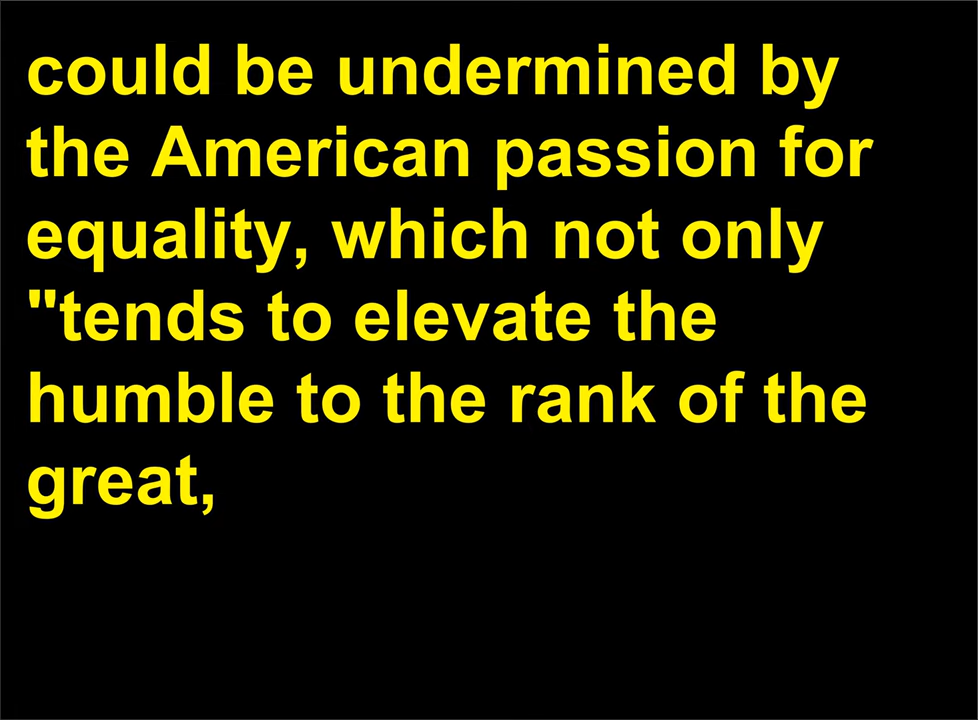 could be undermined by
the American passion for
equality, which not only
"tends to elevate the
humble to the rank of the
great,